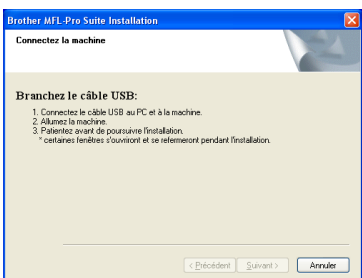 Brother MFL-Pro Suite Installation
Connectez la machine
Branchez le câble USB:
1. Connectez le câble USB au PC et à la machine.
2. Allumez la machine.
3. Patientez avant de poursuivre l'installation.
* certaines fenêtres s'ouvriront et se refermeront pendant l'installation.
< Précédent Suivant > Annuler